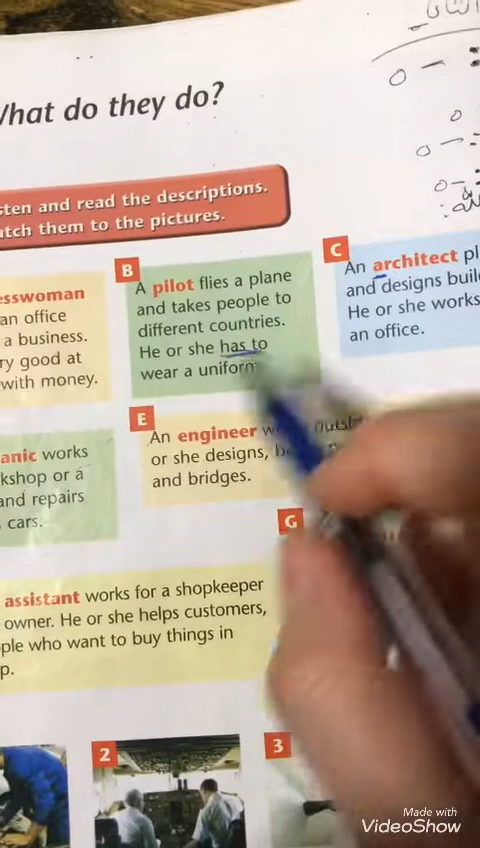 What do they do?
sten and read the descriptions.
atch them to the pictures.
esswoman
an office
a business.
ry good at
with money.
B
A pilot flies a plane
and takes people to
different countries.
He or she has to
wear a uniform
C
An architect pl
and designs buil
He or she works
an office.
anic works
kshop or a
and repairs
cars.
E
An engineer w
or she designs, b
and bridges.
G
assistant works for a shopkeeper
owner. He or she helps customers,
ple who want to buy things in
p.
2
3
Made with
VideoShow